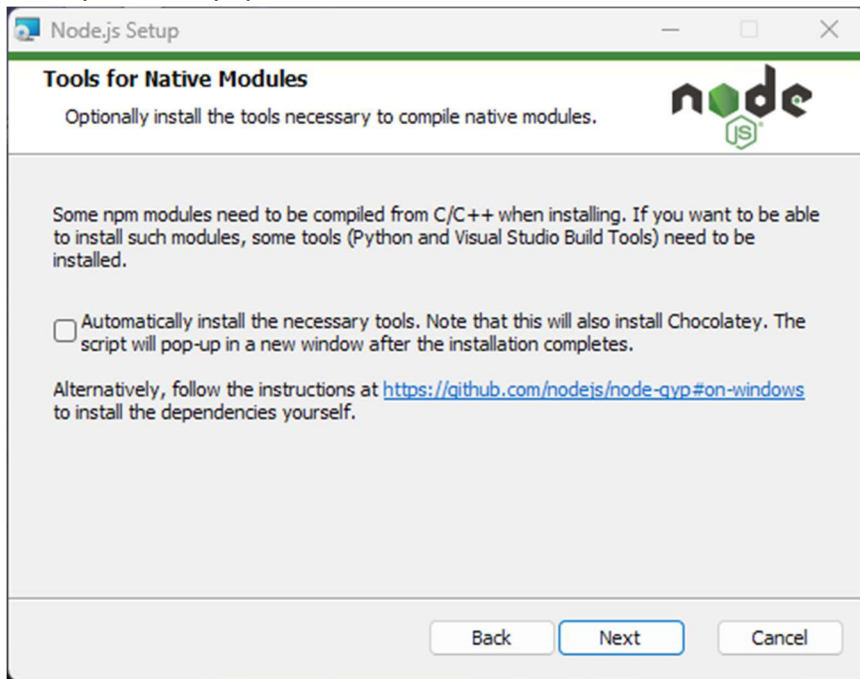 Node.js Setup
Tools for Native Modules
Optionally install the tools necessary to compile native modules.
node
JS
Some npm modules need to be compiled from C/C++ when installing. If you want to be able
to install such modules, some tools (Python and Visual Studio Build Tools) need to be
installed.
Automatically install the necessary tools. Note that this will also install Chocolatey. The
script will pop-up in a new window after the installation completes.
Alternatively, follow the instructions at https://github.com/nodejs/node-gyp#on-windows
to install the dependencies yourself.
Back
Next
Cancel